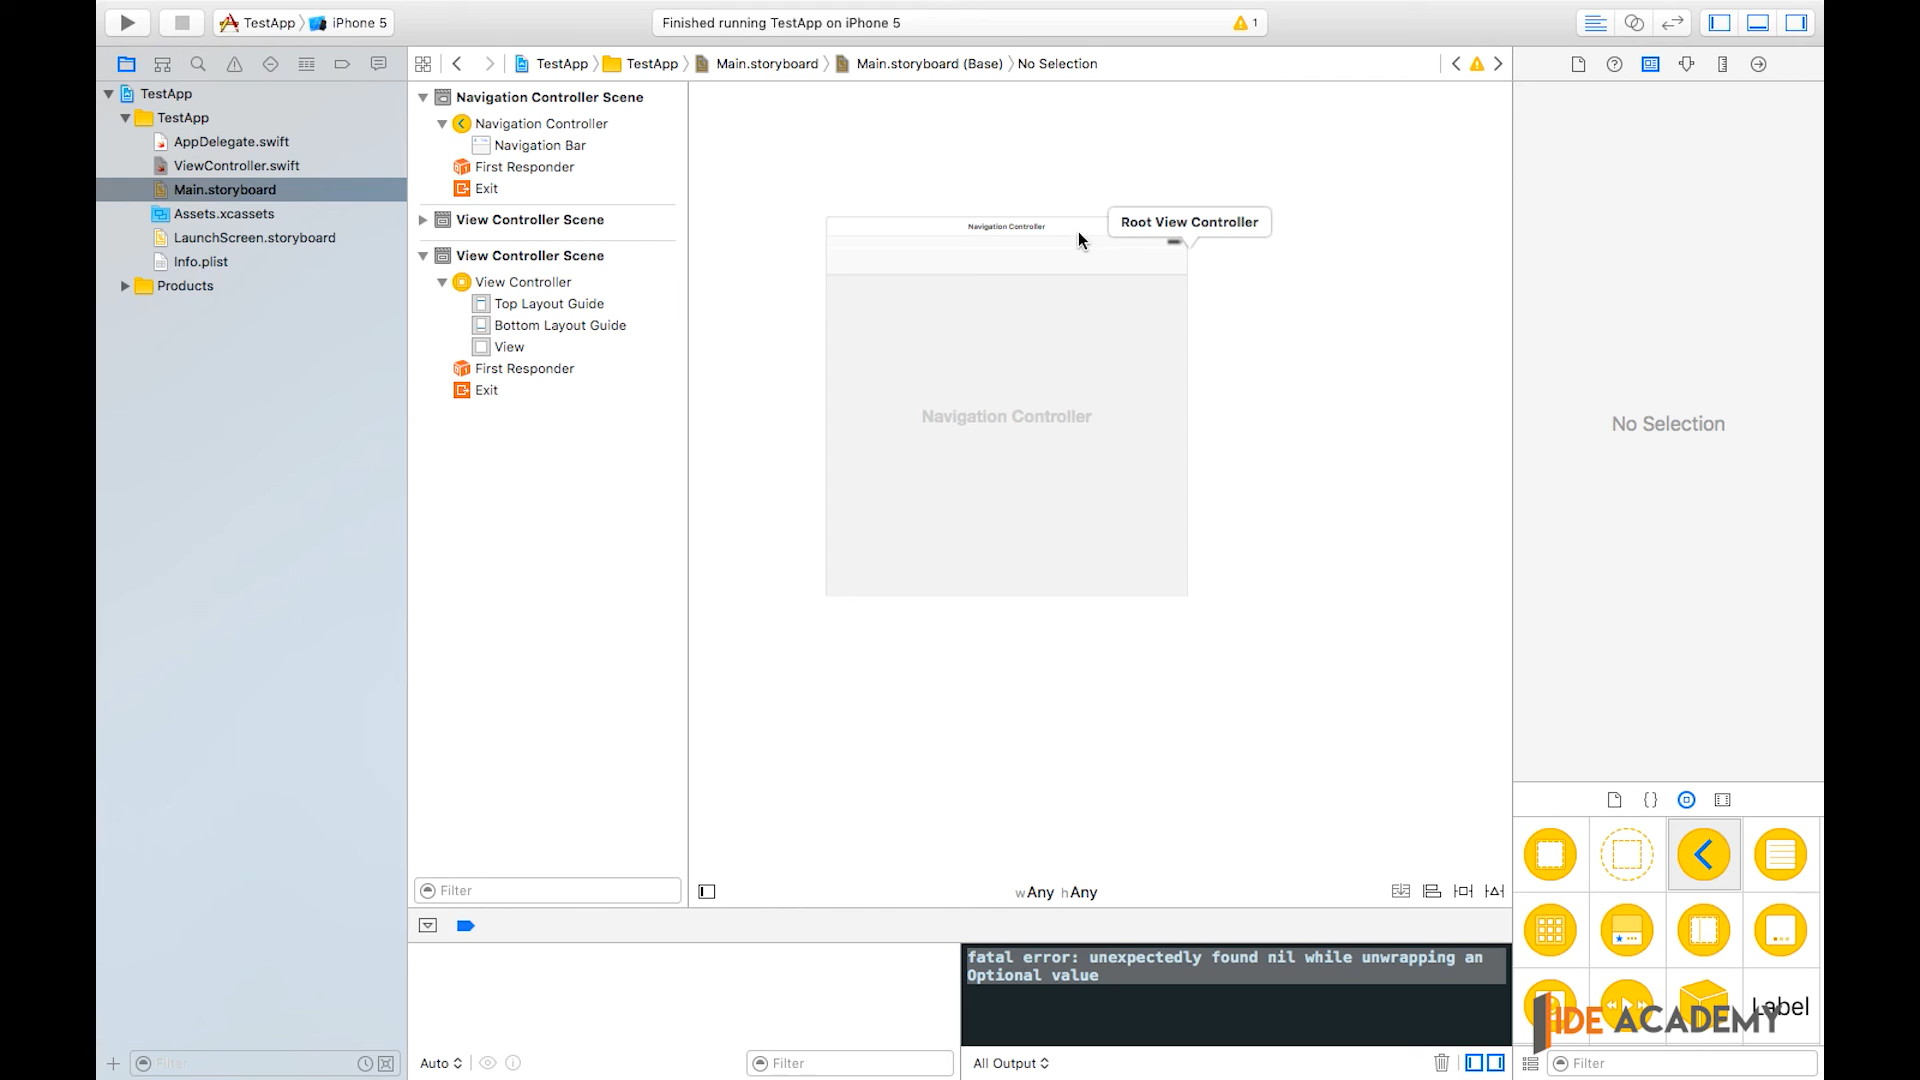 TestApp
iPhone 5
Finished running TestApp on iPhone 5
1
TestApp
TestApp
Main.storyboard
Main.storyboard (Base)
No Selection
TestApp
TestApp
AppDelegate.swift
ViewController.swift
Main.storyboard
Assets.xcassets
LaunchScreen.storyboard
Info.plist
Products
Navigation Controller Scene
Navigation Controller
Navigation Bar
First Responder
Exit
View Controller Scene
View Controller Scene
View Controller
Top Layout Guide
Bottom Layout Guide
View
First Responder
Exit
Navigation Controller
Root View Controller
Navigation Controller
No Selection
Filter
wAny hAny
fatal error: unexpectedly found nil while unwrapping an
Optional value
Label
IDE ACADEMY
Filter
Auto
Filter
All Output
Filter